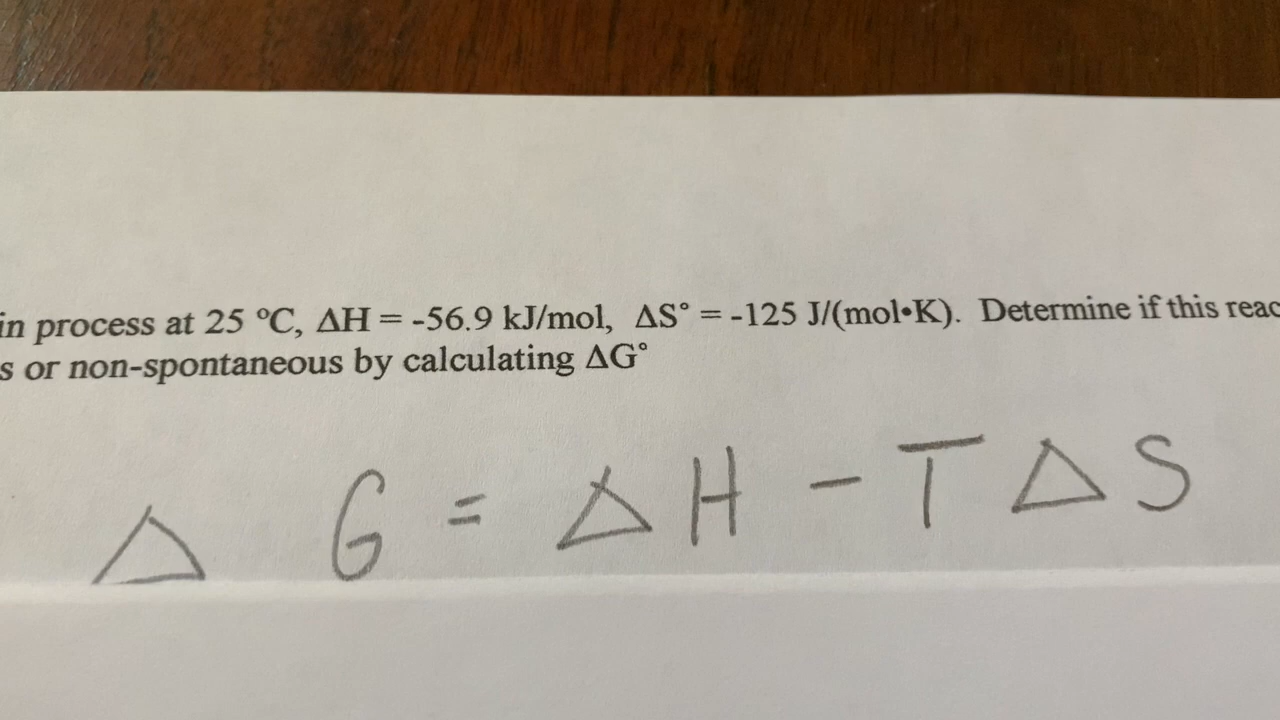 in process at 25 °C, ΔH = -56.9 kJ/mol, ΔS° = -125 J/(mol•K). Determine if this reac
s or non-spontaneous by calculating ΔG°
Δ G = ΔH - TΔS